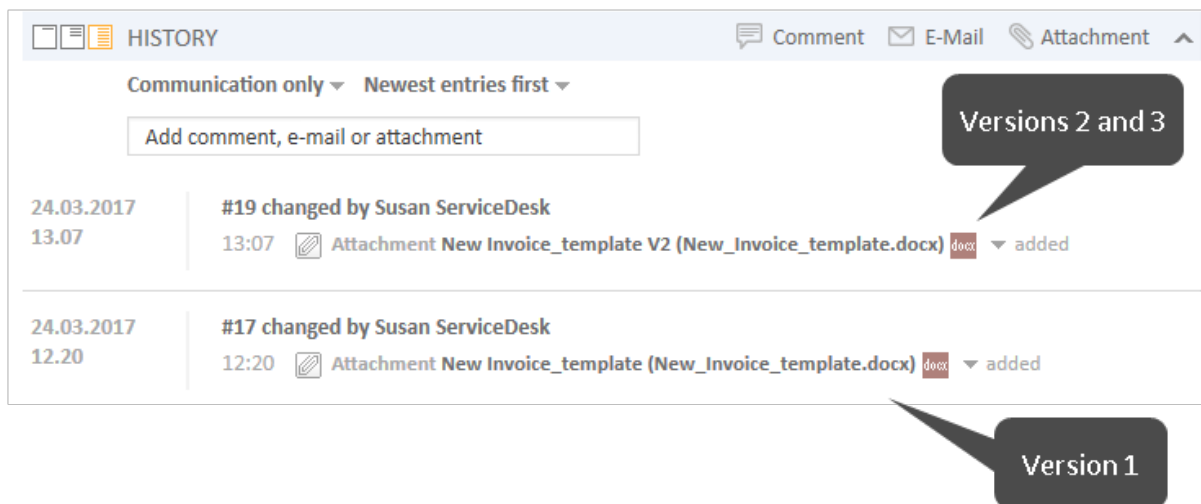 HISTORY Comment E-Mail Attachment
Communication only Newest entries first
Versions 2 and 3
Add comment, e-mail or attachment
24.03.2017 #19 changed by Susan ServiceDesk
13.07 13:07 Attachment New Invoice_template V2 (New_Invoice_template.docx) docx added
24.03.2017 #17 changed by Susan ServiceDesk
12.20 12:20 Attachment New Invoice_template (New_Invoice_template.docx) docx added
Version 1